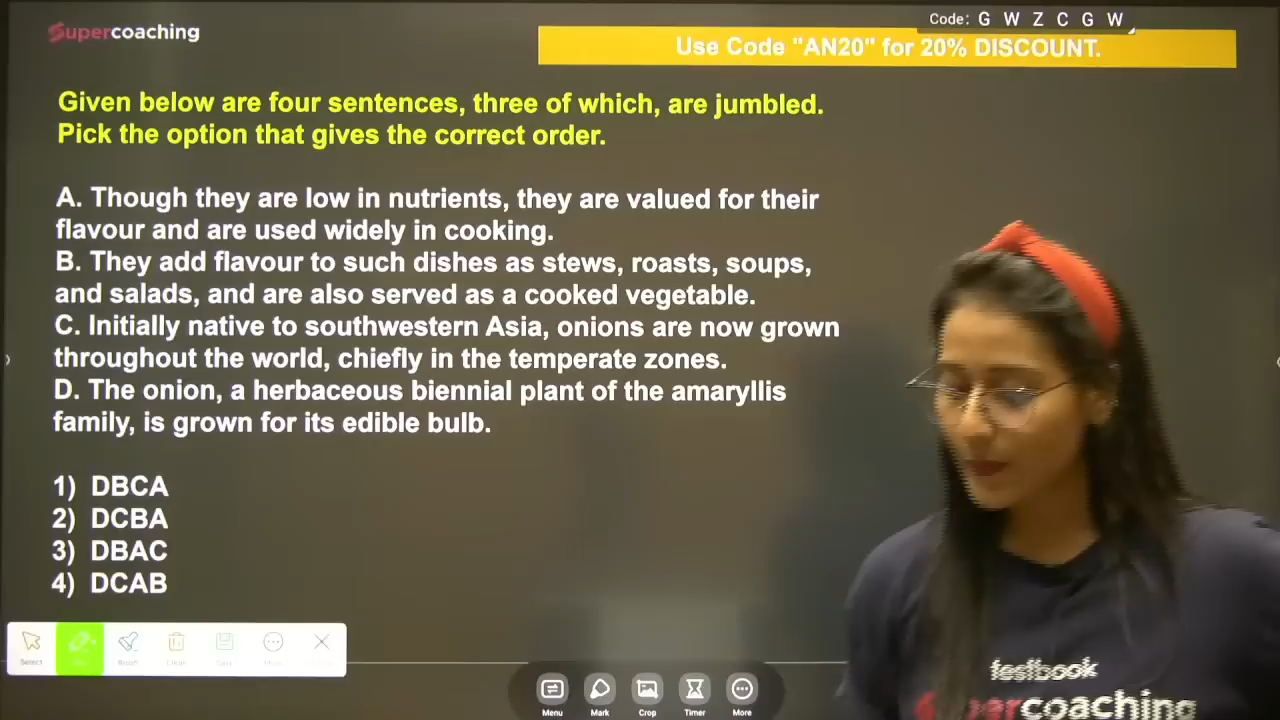 Supercoaching
Code: G W Z C G W
Use Code "AN20" for 20% DISCOUNT.
Given below are four sentences, three of which, are jumbled.
Pick the option that gives the correct order.
A. Though they are low in nutrients, they are valued for their
flavour and are used widely in cooking.
B. They add flavour to such dishes as stews, roasts, soups,
and salads, and are also served as a cooked vegetable.
C. Initially native to southwestern Asia, onions are now grown
throughout the world, chiefly in the temperate zones.
D. The onion, a herbaceous biennial plant of the amaryllis
family, is grown for its edible bulb.
1) DBCA
2) DCBA
3) DBAC
4) DCAB
Select
Menu Mark Crop Timer More
testbook
Supercoaching